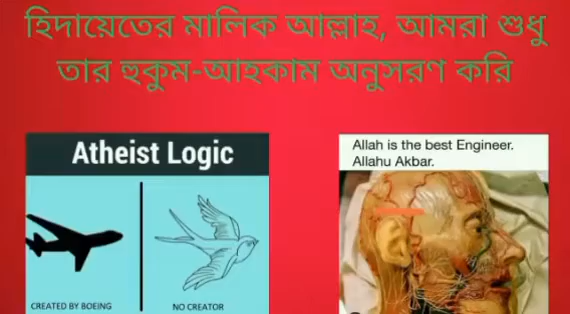 হিদায়েতের মালিক আল্লাহ, আমরা শুধু
তার হুকুম-আহকাম অনুসরণ করি
Atheist Logic
CREATED BY BOEING
NO CREATOR
Allah is the best Engineer.
Allahu Akbar.